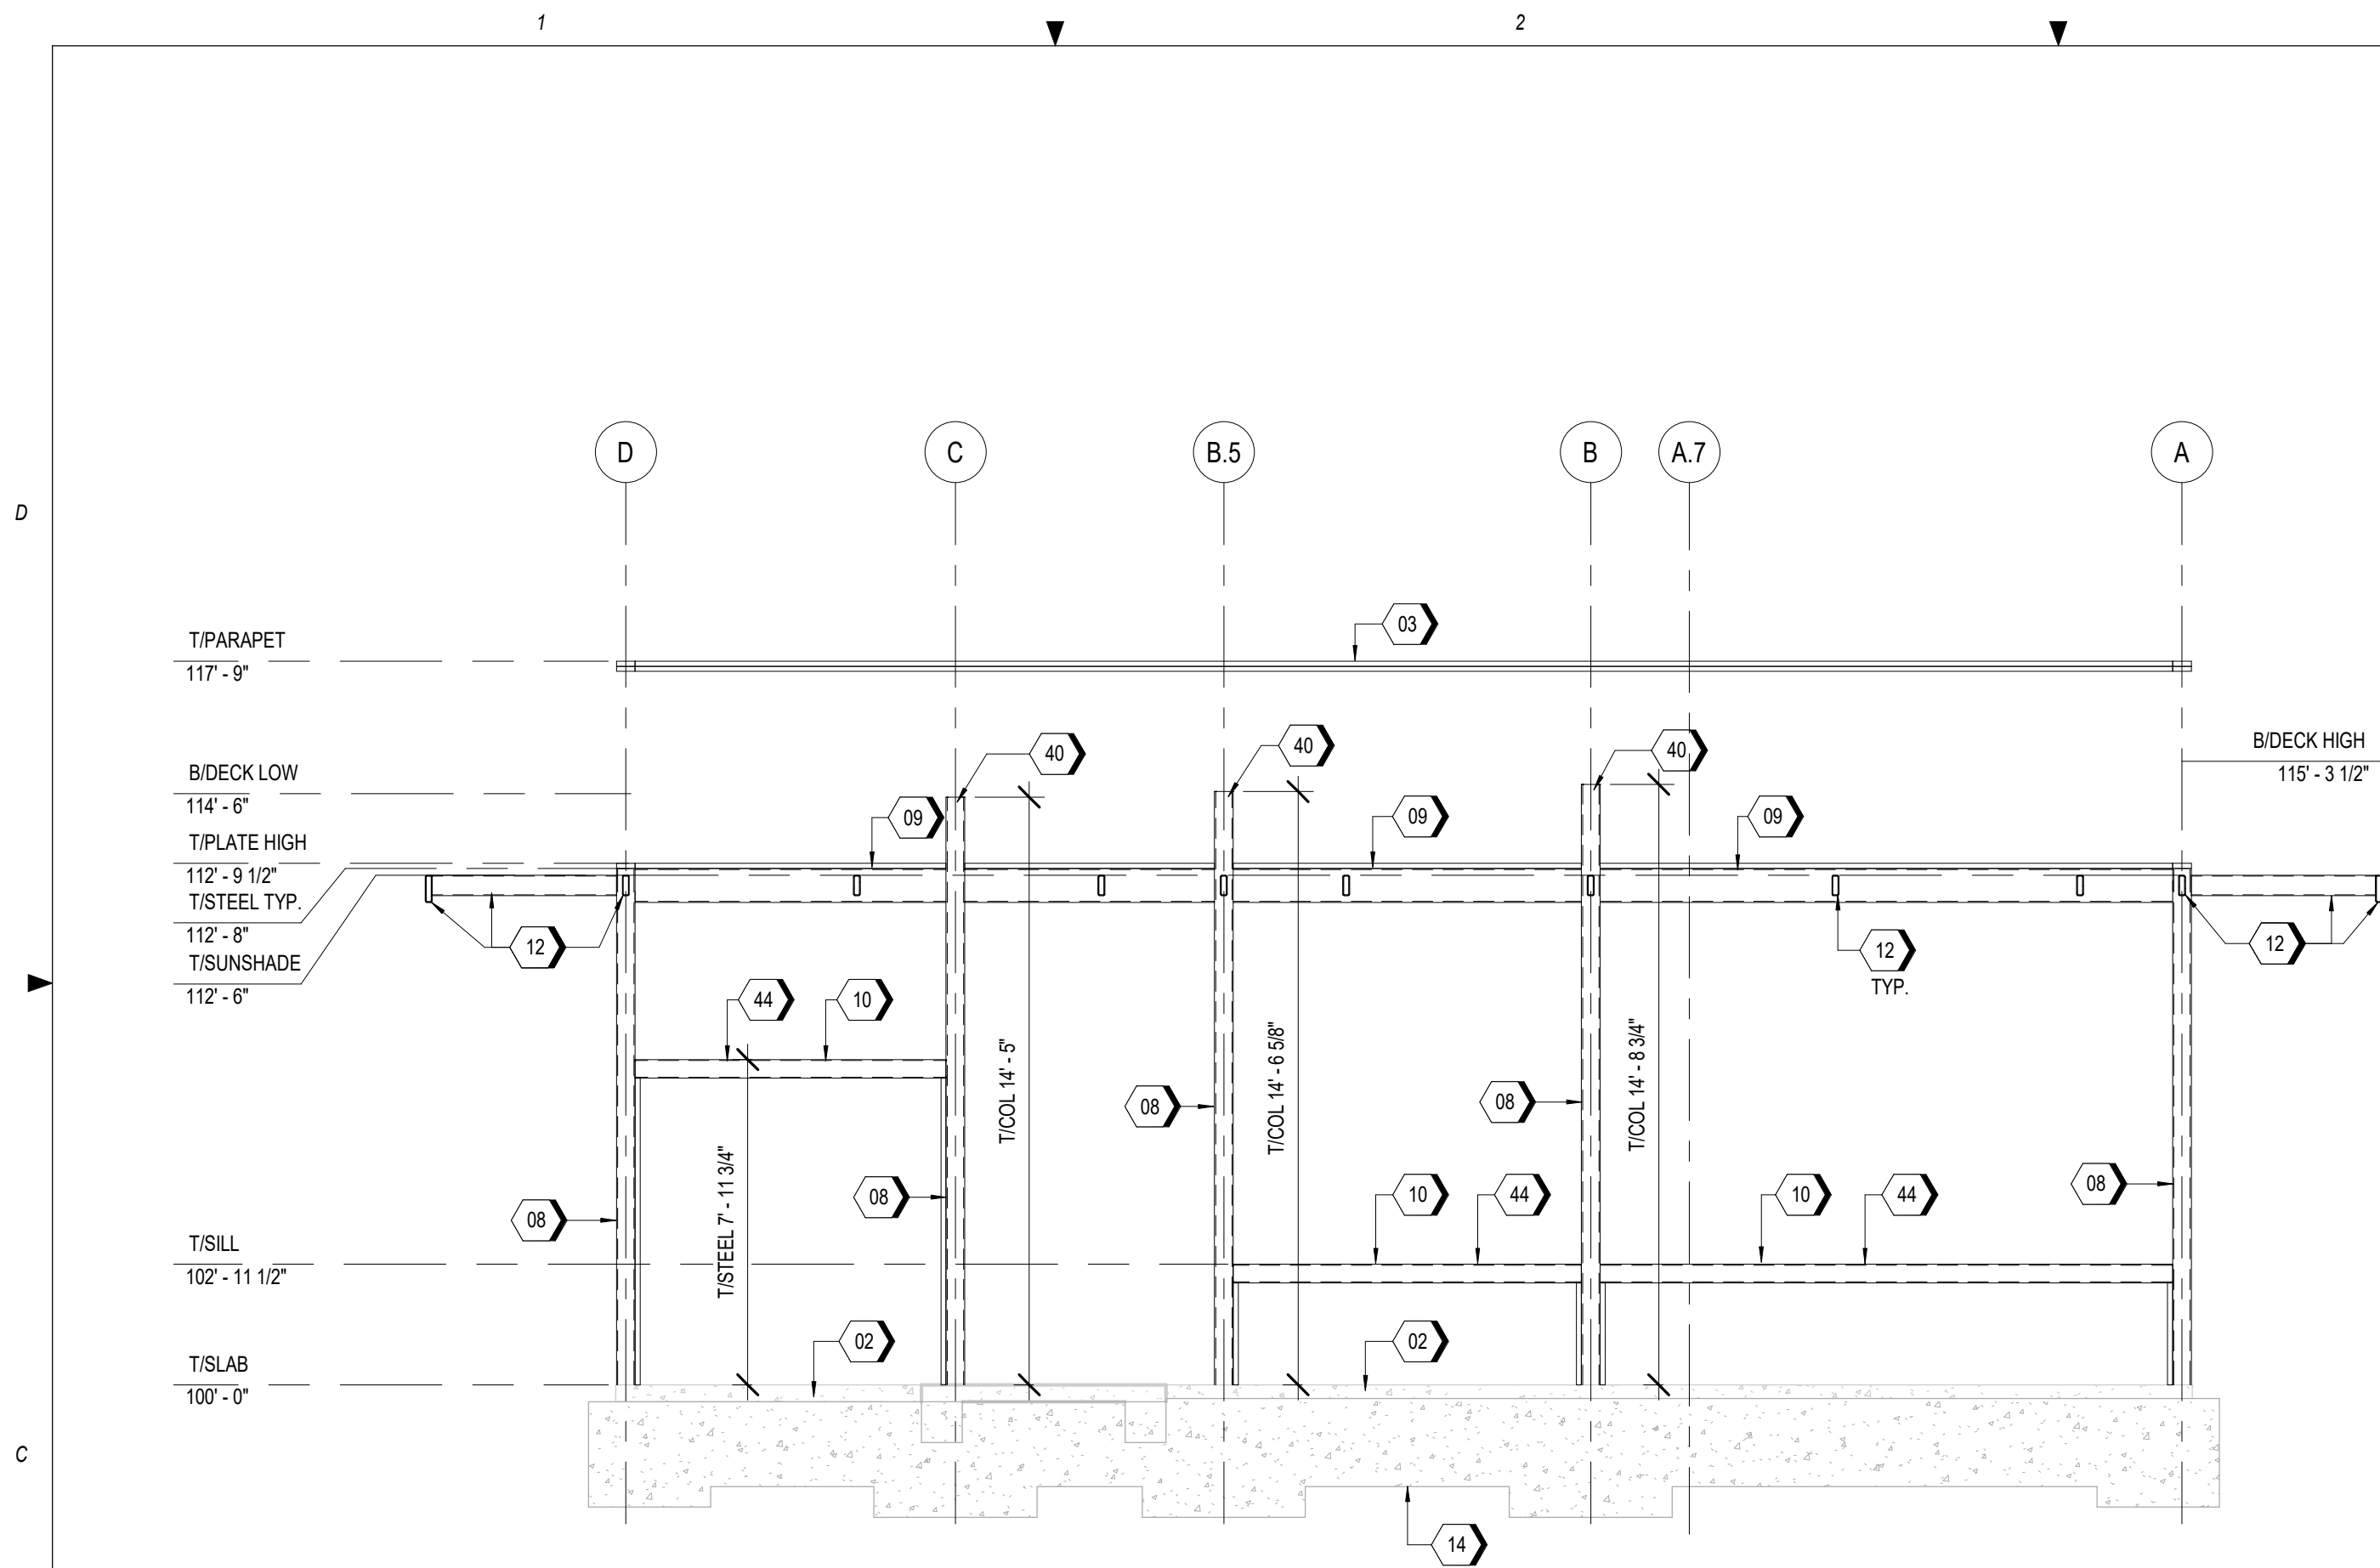 1
2
D
C
B.5
B
A.7
A
D
03
T/PARAPET
117' - 9"
40
40
40
B/DECK HIGH
115' - 3 1/2"
B/DECK LOW
114' - 6"
09
09
09
T/PLATE HIGH
112' - 9 1/2"
T/STEEL TYP.
112' - 8"
T/SUNSHADE
112' - 6"
12
12
TYP.
12
44
10
T/STEEL 7' - 11 3/4"
T/COL 14' - 5"
T/COL 14' - 6 5/8"
T/COL 14' - 8 3/4"
08
08
08
08
08
10
44
10
44
T/SILL
102' - 11 1/2"
02
02
T/SLAB
100' - 0"
C
14